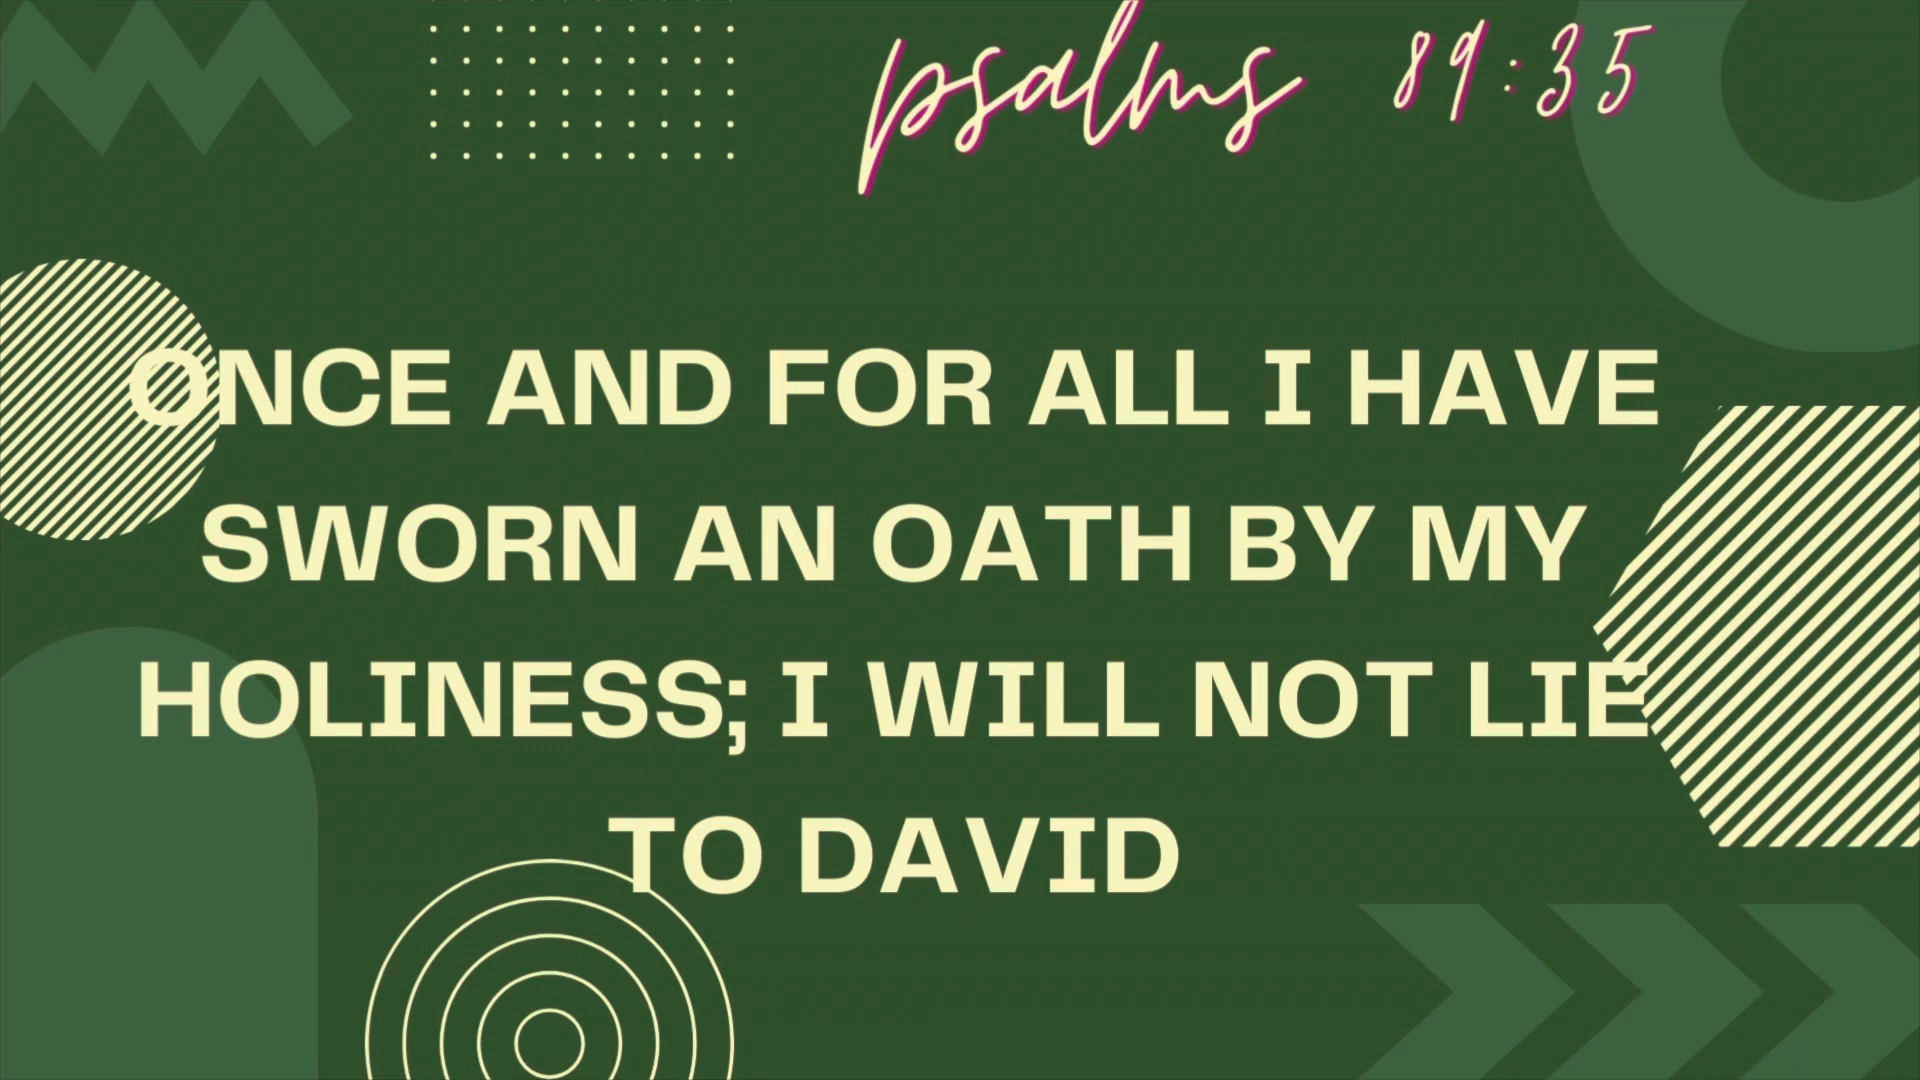 psalms 89:35
ONCE AND FOR ALL I HAVE
SWORN AN OATH BY MY
HOLINESS; I WILL NOT LIE
TO DAVID